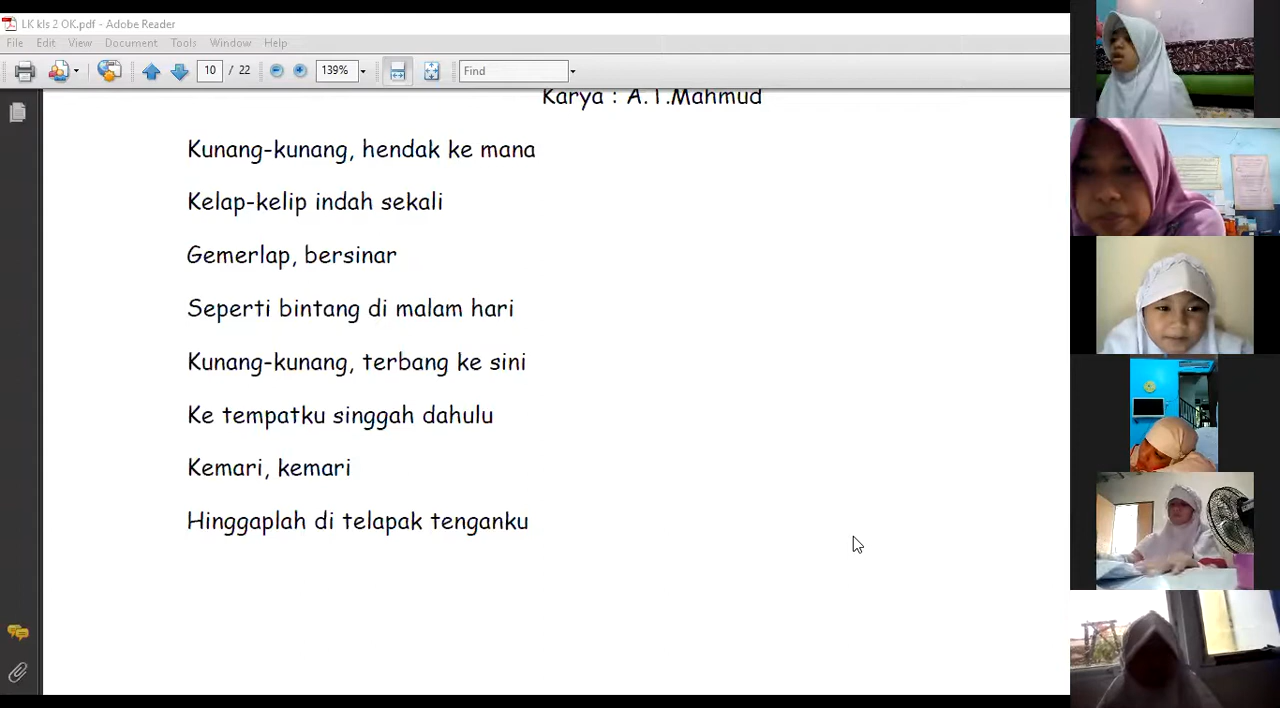 LK kls 2 OK.pdf - Adobe Reader
File Edit View Document Tools Window Help
10 / 22 139% Find
Karya : A.T.Mahmud
Kunang-kunang, hendak ke mana
Kelap-kelip indah sekali
Gemerlap, bersinar
Seperti bintang di malam hari
Kunang-kunang, terbang ke sini
Ke tempatku singgah dahulu
Kemari, kemari
Hinggaplah di telapak tenganku